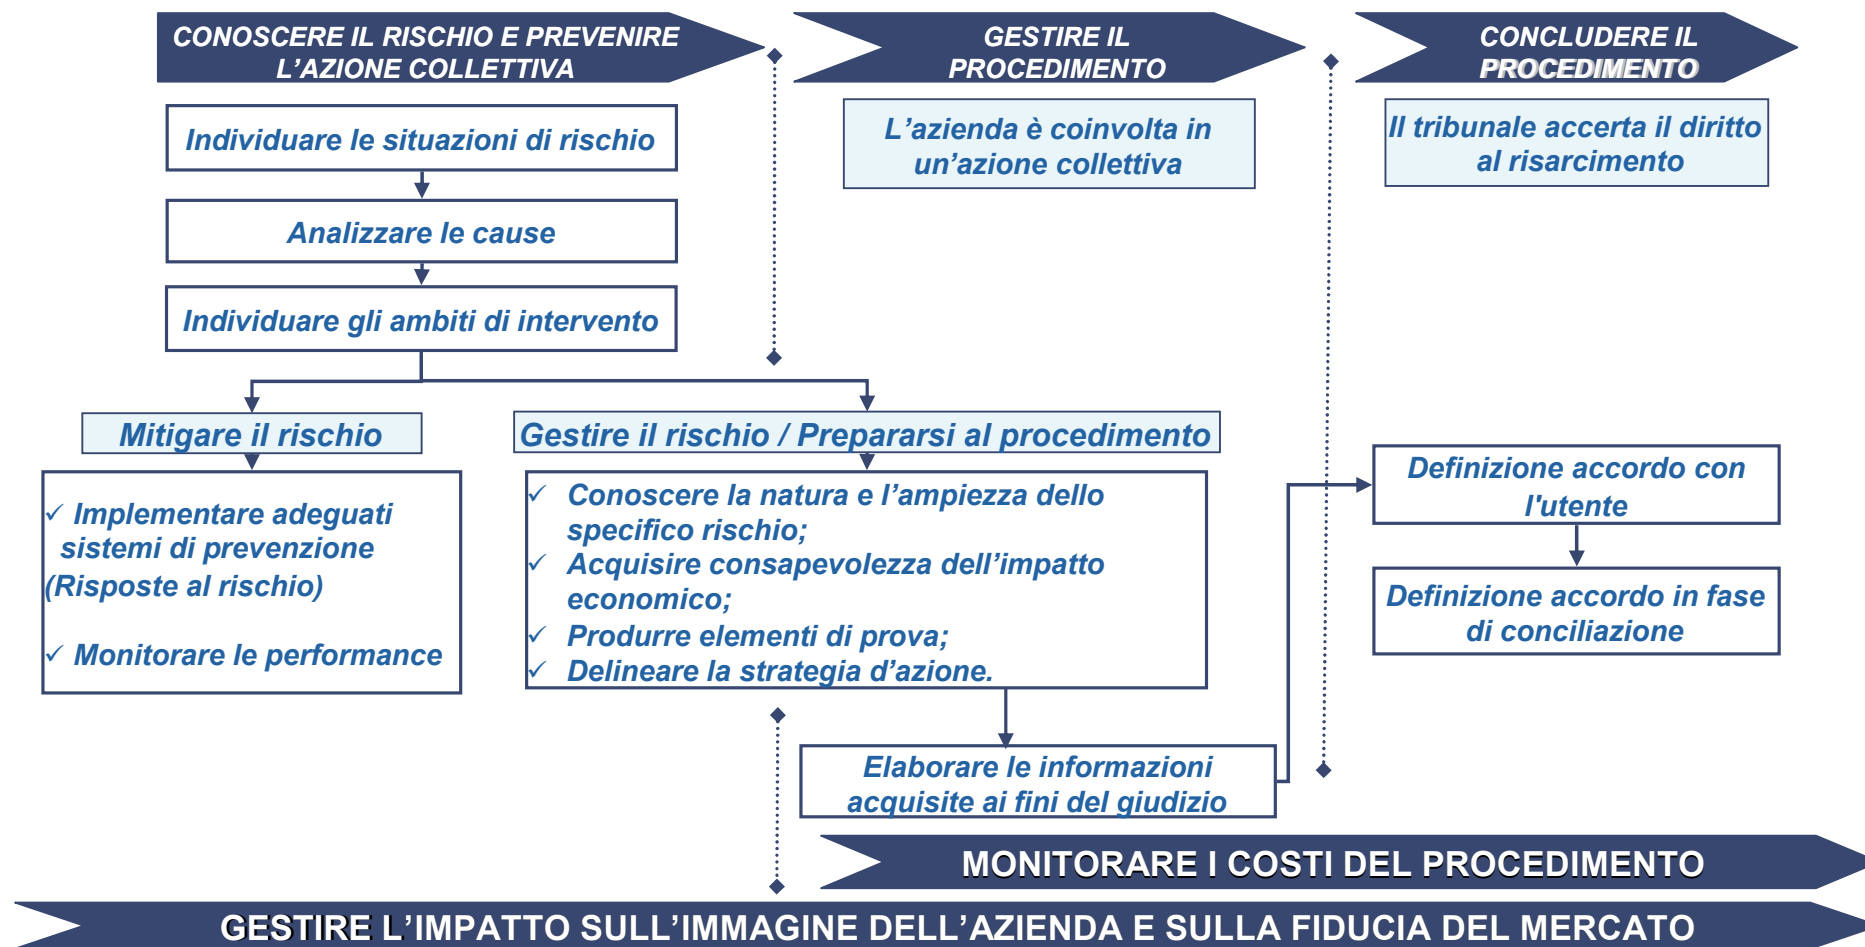 CONOSCERE IL RISCHIO E PREVENIRE
L’AZIONE COLLETTIVA
GESTIRE IL
PROCEDIMENTO
CONCLUDERE IL
PROCEDIMENTO
Individuare le situazioni di rischio
L’azienda è coinvolta in
un’azione collettiva
Il tribunale accerta il diritto
al risarcimento
Analizzare le cause
Individuare gli ambiti di intervento
Mitigare il rischio
Gestire il rischio / Prepararsi al procedimento
✓ Implementare adeguati
sistemi di prevenzione
(Risposte al rischio)
✓ Monitorare le performance
✓ Conoscere la natura e l’ampiezza dello
specifico rischio;
✓ Acquisire consapevolezza dell’impatto
economico;
✓ Produrre elementi di prova;
✓ Delineare la strategia d’azione.
Definizione accordo con
l'utente
Definizione accordo in fase
di conciliazione
Elaborare le informazioni
acquisite ai fini del giudizio
MONITORARE I COSTI DEL PROCEDIMENTO
GESTIRE L’IMPATTO SULL’IMMAGINE DELL’AZIENDA E SULLA FIDUCIA DEL MERCATO